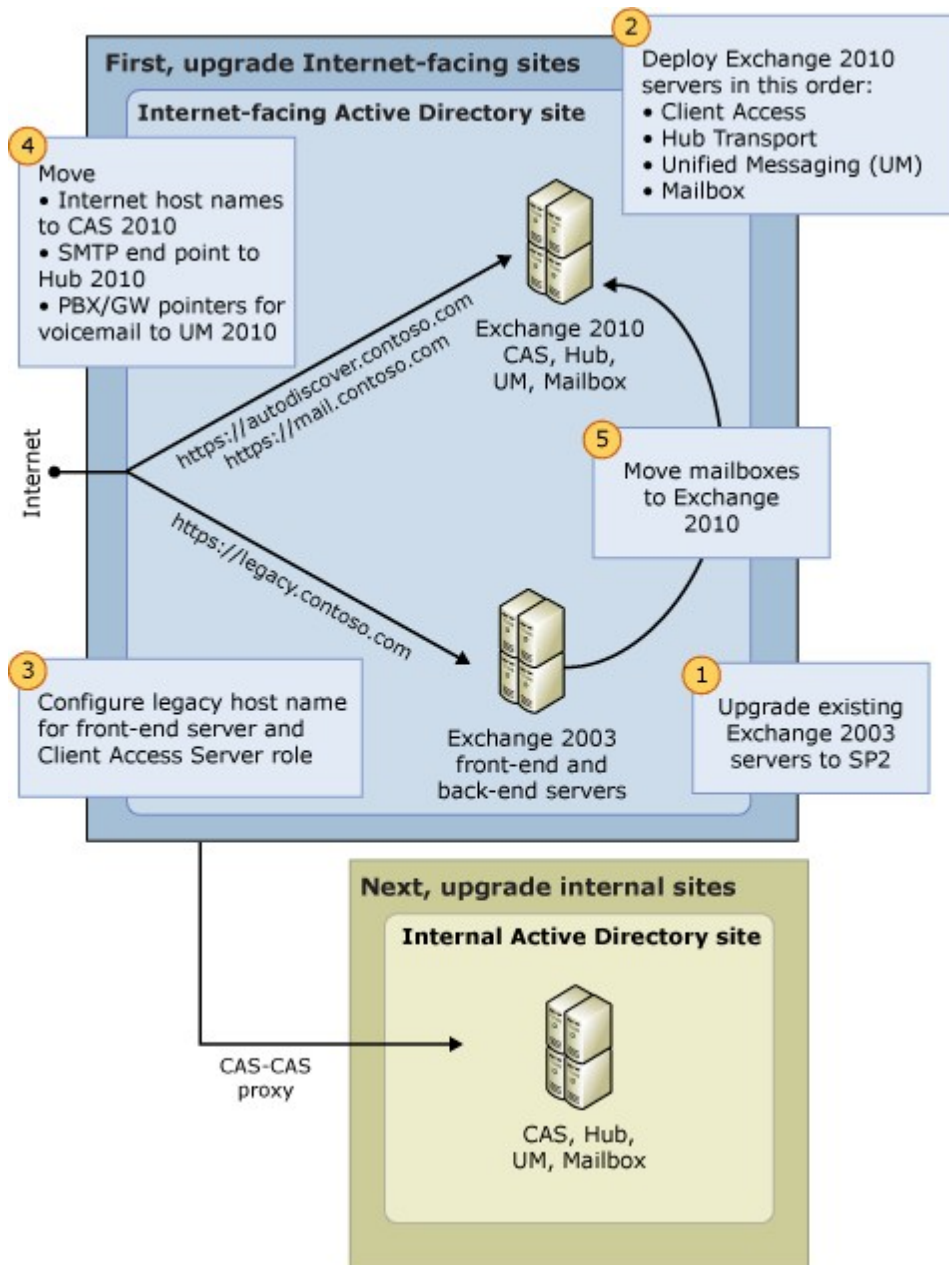 First, upgrade Internet-facing sites
Internet-facing Active Directory site
2
Deploy Exchange 2010
servers in this order:
• Client Access
• Hub Transport
• Unified Messaging (UM)
• Mailbox
4
Move
• Internet host names
to CAS 2010
• SMTP end point to
Hub 2010
• PBX/GW pointers for
voicemail to UM 2010
Exchange 2010
CAS, Hub,
UM, Mailbox
https://autodiscover.contoso.com
https://mail.contoso.com
Internet
https://legacy.contoso.com
5
Move mailboxes
to Exchange
2010
3
Configure legacy host name
for front-end server and
Client Access Server role
Exchange 2003
front-end and
back-end servers
1
Upgrade existing
Exchange 2003
servers to SP2
Next, upgrade internal sites
Internal Active Directory site
CAS-CAS
proxy
CAS, Hub,
UM, Mailbox